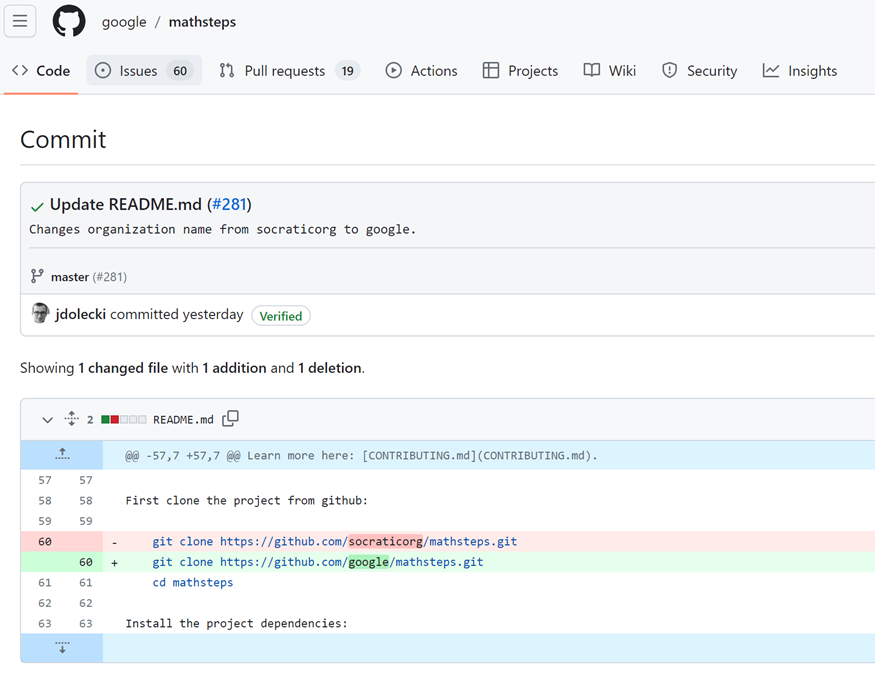 google / mathsteps
Code Issues 60 Pull requests 19 Actions Projects Wiki Security Insights
Commit
Update README.md (#281)
Changes organization name from socraticorg to google.
master (#281)
jdolecki committed yesterday Verified
Showing 1 changed file with 1 addition and 1 deletion.
2 README.md
@@ -57,7 +57,7 @@ Learn more here: [CONTRIBUTING.md](CONTRIBUTING.md).
57 57
58 58 First clone the project from github:
59 59
60 - git clone https://github.com/socraticorg/mathsteps.git
60 + git clone https://github.com/google/mathsteps.git
61 61 cd mathsteps
62 62
63 63 Install the project dependencies: